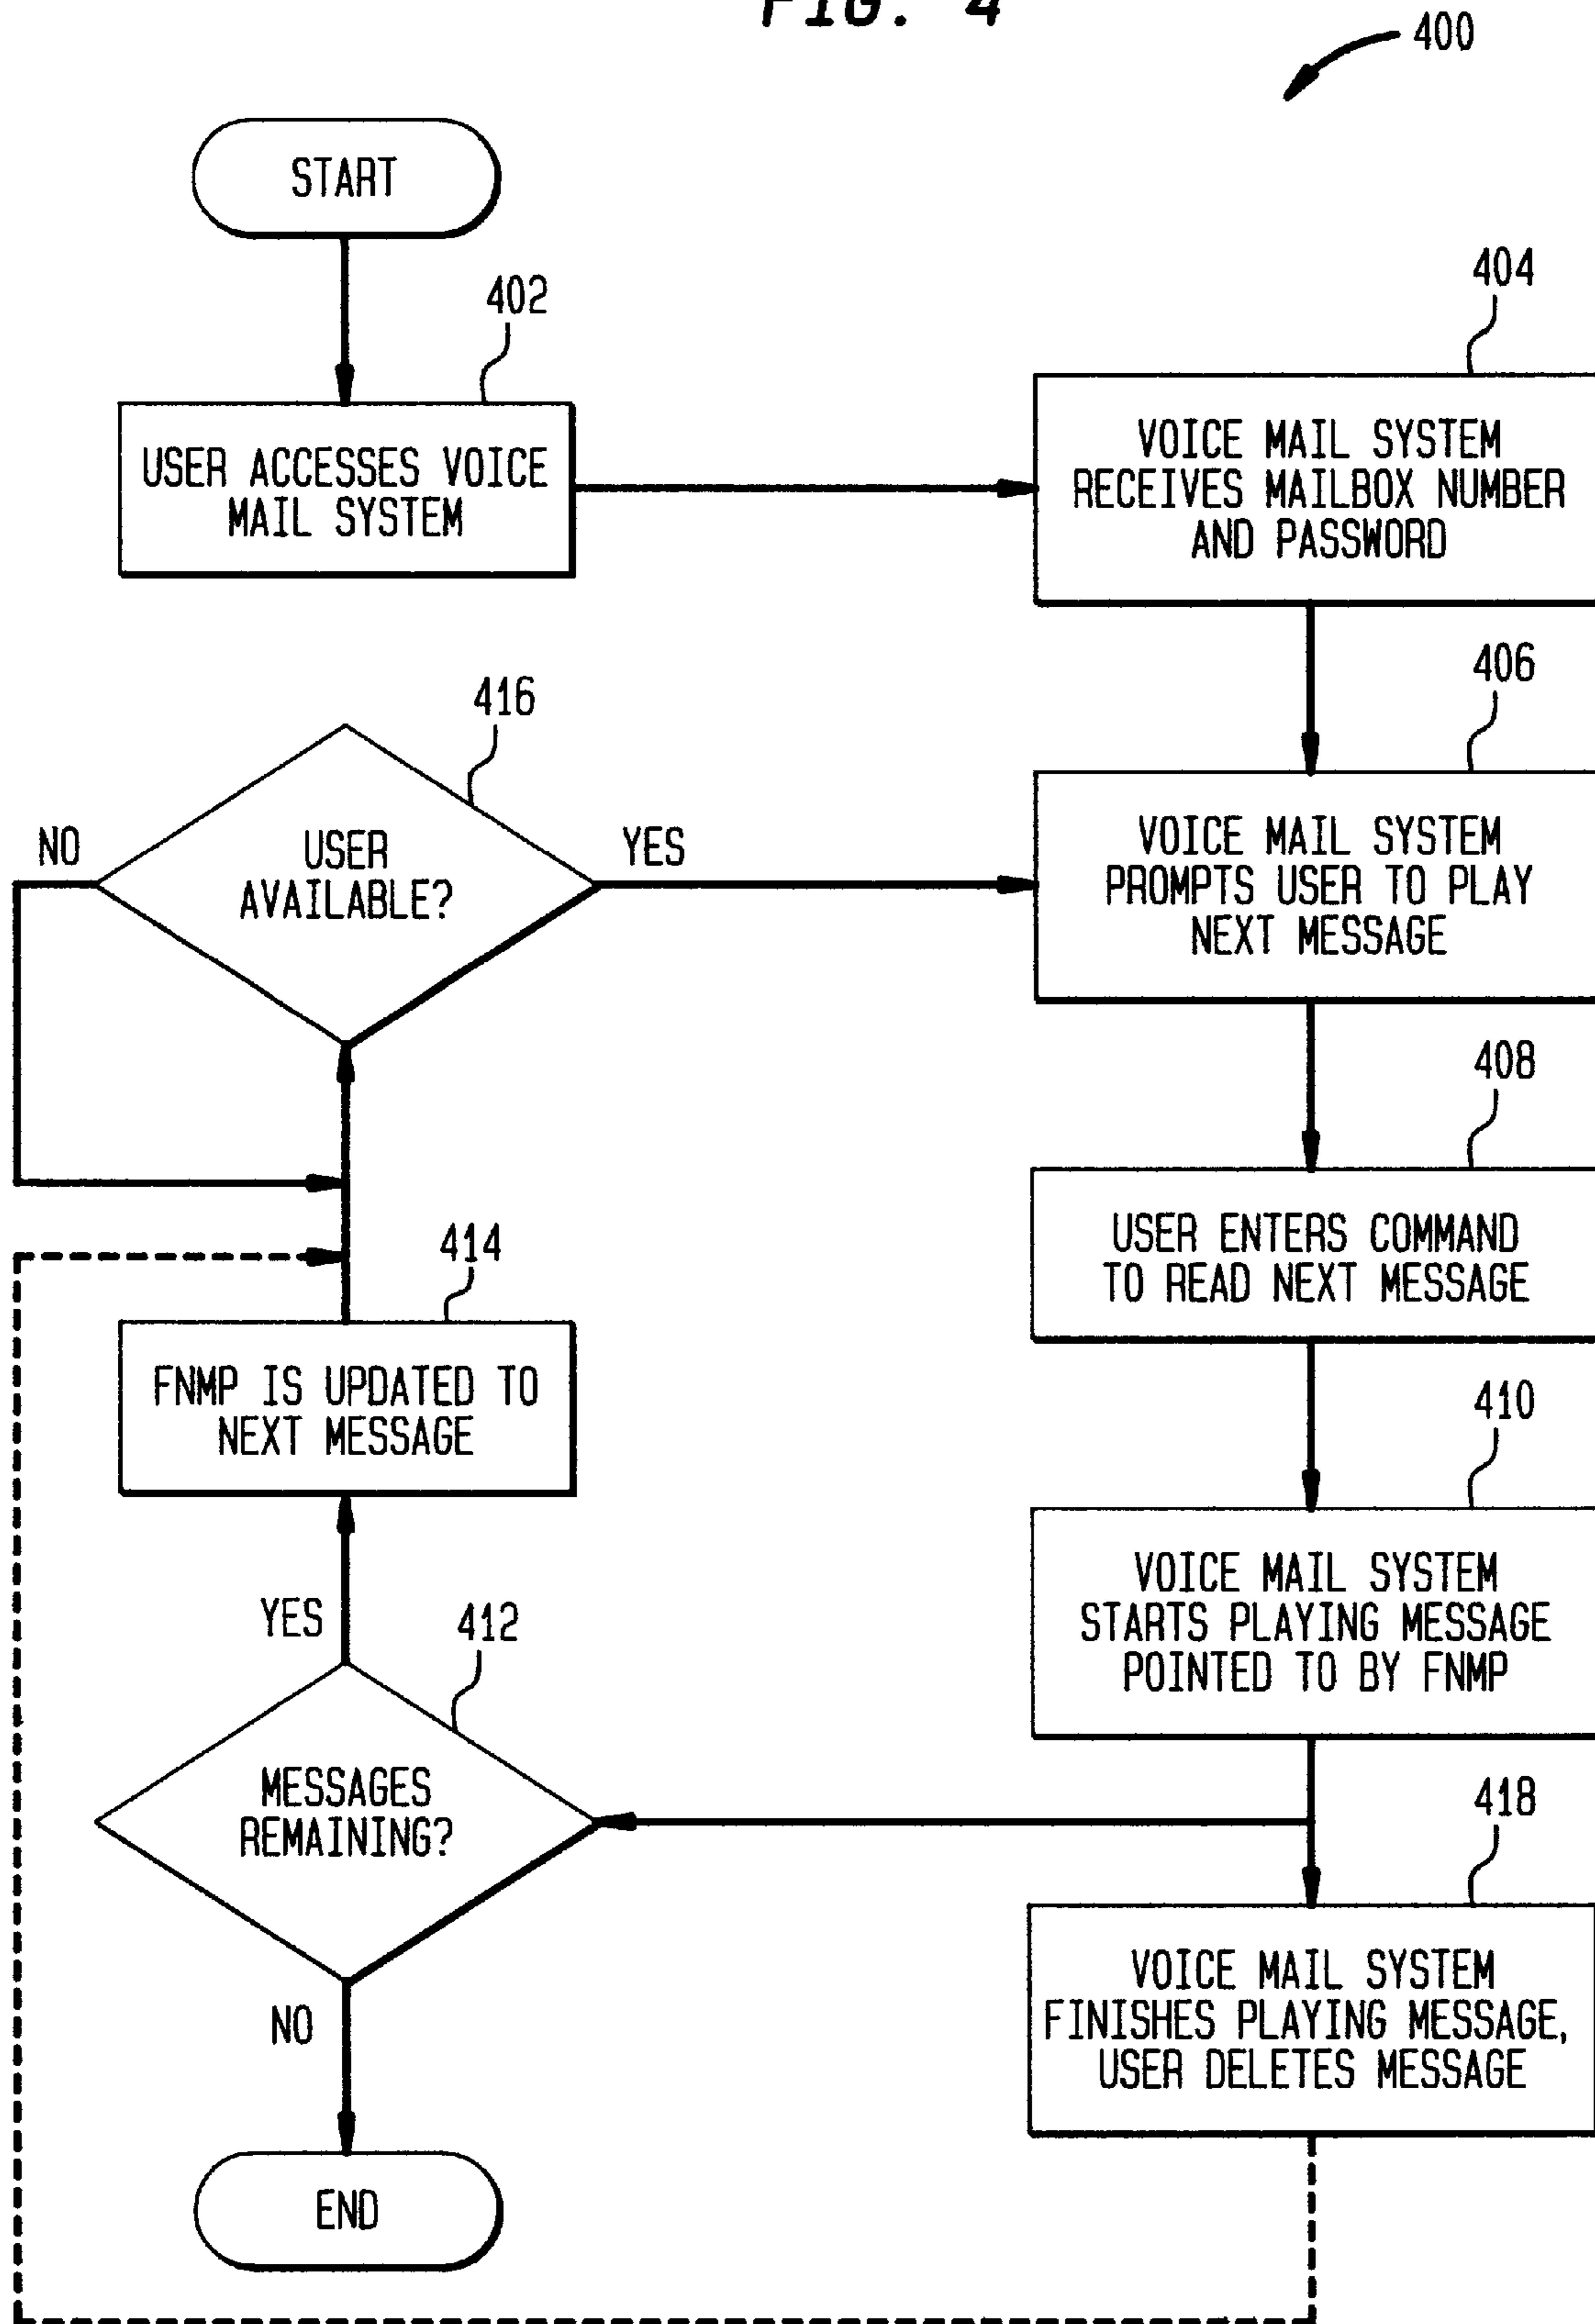 FIG. 4
400
START
402
USER ACCESSES VOICE
MAIL SYSTEM
404
VOICE MAIL SYSTEM
RECEIVES MAILBOX NUMBER
AND PASSWORD
406
VOICE MAIL SYSTEM
PROMPTS USER TO PLAY
NEXT MESSAGE
416
USER
AVAILABLE?
NO
YES
408
USER ENTERS COMMAND
TO READ NEXT MESSAGE
414
FNMP IS UPDATED TO
NEXT MESSAGE
410
VOICE MAIL SYSTEM
STARTS PLAYING MESSAGE
POINTED TO BY FNMP
YES
412
MESSAGES
REMAINING?
NO
418
VOICE MAIL SYSTEM
FINISHES PLAYING MESSAGE,
USER DELETES MESSAGE
END